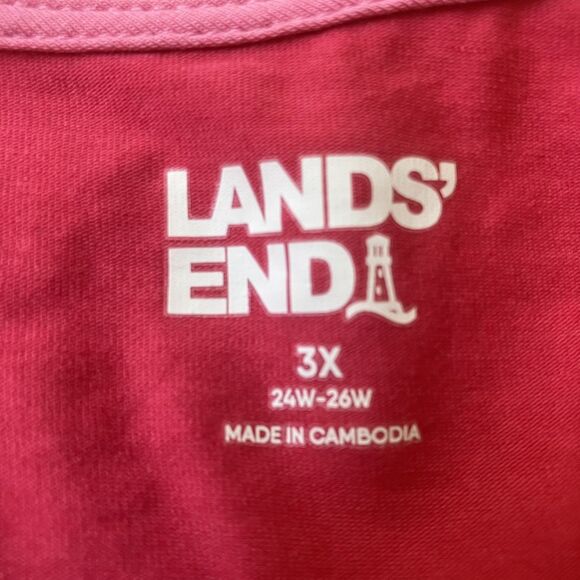 LANDS'
END
3X
24W-26W
MADE IN CAMBODIA